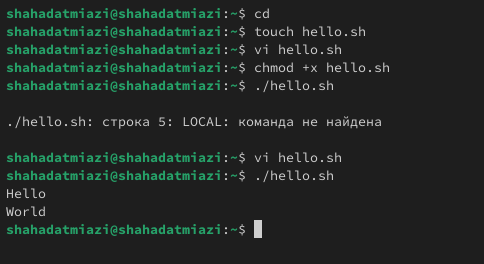 shahadatmiazi@shahadatmiazi:~$ cd
shahadatmiazi@shahadatmiazi:~$ touch hello.sh
shahadatmiazi@shahadatmiazi:~$ vi hello.sh
shahadatmiazi@shahadatmiazi:~$ chmod +x hello.sh
shahadatmiazi@shahadatmiazi:~$ ./hello.sh
./hello.sh: строка 5: LOCAL: команда не найдена
shahadatmiazi@shahadatmiazi:~$ vi hello.sh
shahadatmiazi@shahadatmiazi:~$ ./hello.sh
Hello
World
shahadatmiazi@shahadatmiazi:~$